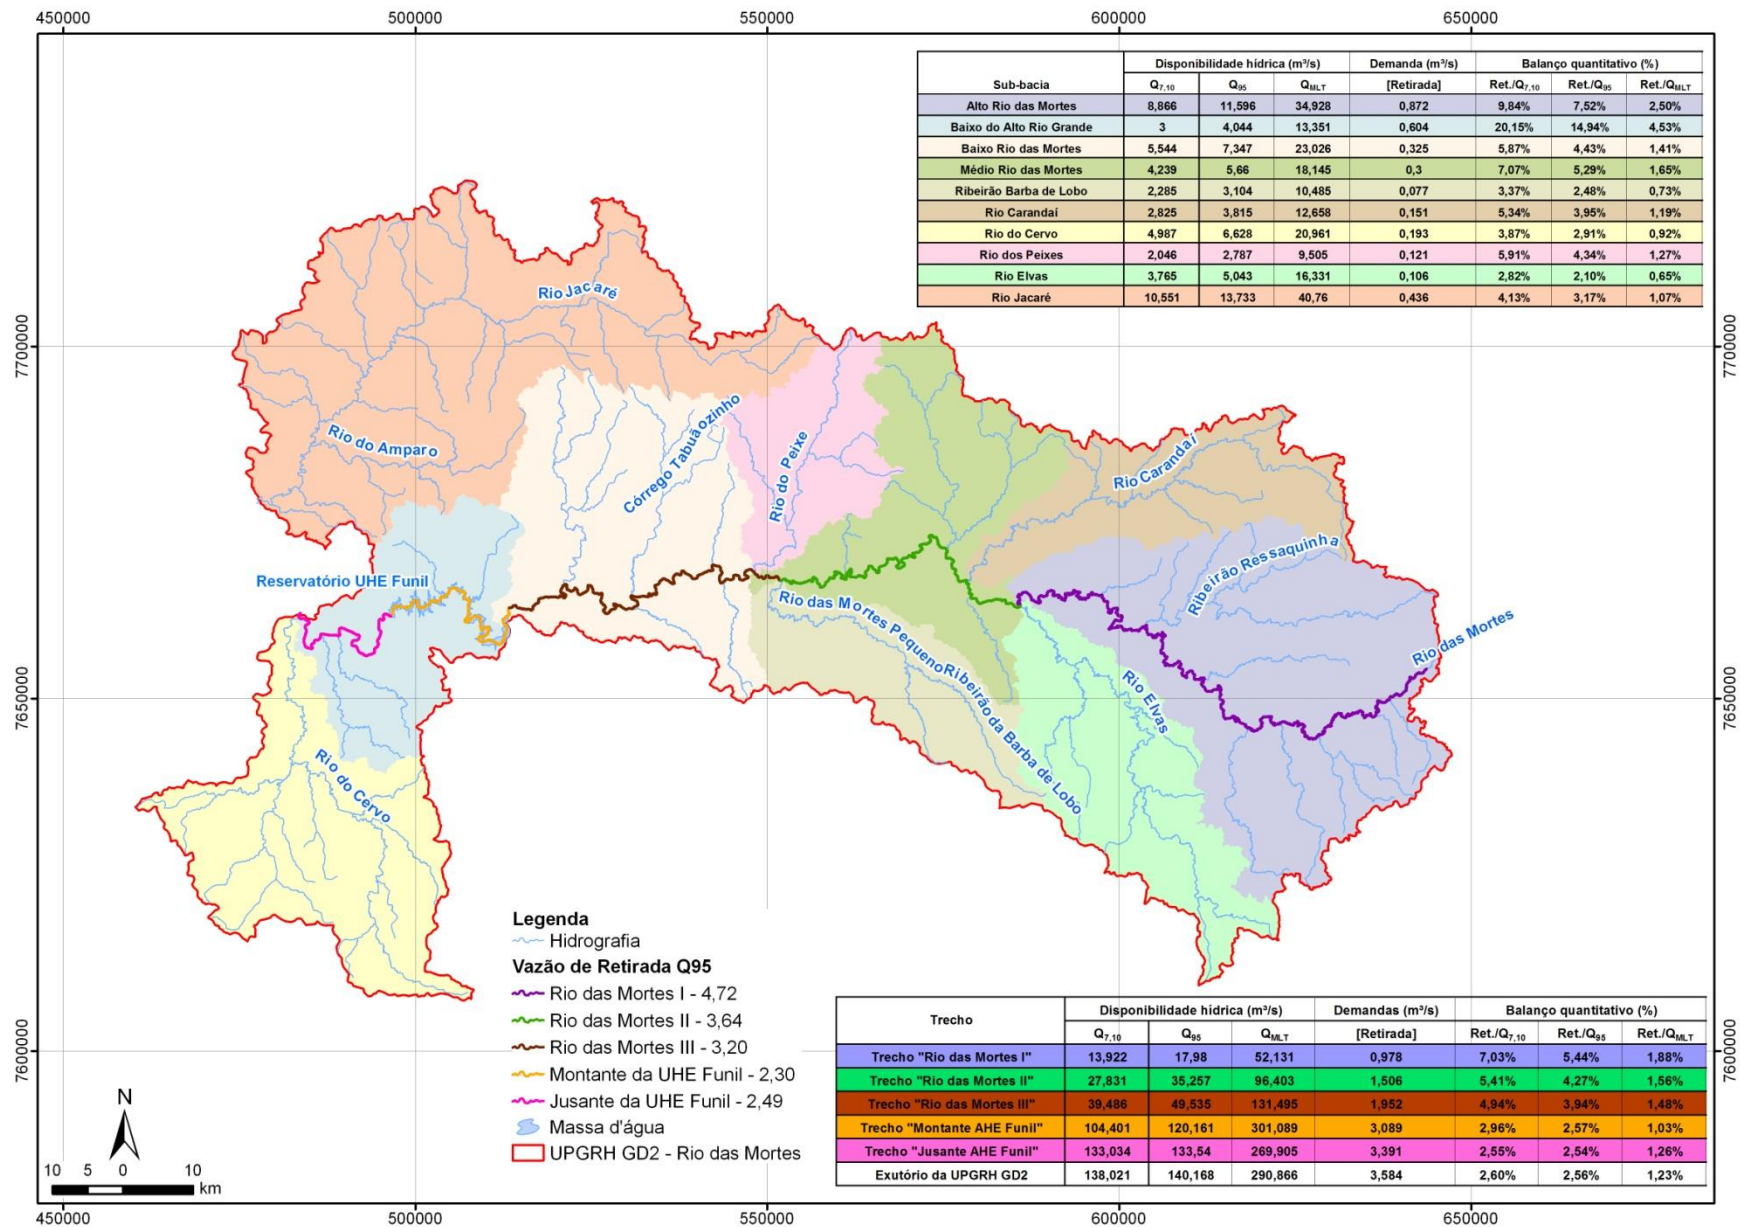 450000 500000 550000 600000 650000
Disponibilidade hídrica (m³/s) Demanda (m³/s) Balanço quantitativo (%)
Sub-bacia Q7,10 Q95 QMLT [Retirada] Ret./Q7,10 Ret./Q95 Ret./QMLT
Alto Rio das Mortes 8,866 11,596 34,928 0,872 9,84% 7,52% 2,50%
Baixo do Alto Rio Grande 3 4,044 13,351 0,604 20,15% 14,94% 4,53%
Baixo Rio das Mortes 5,544 7,347 23,026 0,325 5,87% 4,43% 1,41%
Médio Rio das Mortes 4,239 5,66 18,145 0,3 7,07% 5,29% 1,65%
Ribeirão Barba de Lobo 2,285 3,104 10,485 0,077 3,37% 2,48% 0,73%
Rio Carandaí 2,825 3,815 12,658 0,151 5,34% 3,95% 1,19%
Rio do Cervo 4,987 6,628 20,961 0,193 3,87% 2,91% 0,92%
Rio dos Peixes 2,046 2,787 9,505 0,121 5,91% 4,34% 1,27%
Rio Elvas 3,765 5,043 16,331 0,106 2,82% 2,10% 0,65%
Rio Jacaré 10,551 13,733 40,76 0,436 4,13% 3,17% 1,07%
Rio Jacaré
7700000 7700000
Rio do Amparo
Córrego Tabuãozinho
Rio do Peixe
Rio Carandaí
Ribeirão Ressaquinha
Reservatório UHE Funil
Rio das Mortes Pequeno
Ribeirão da Barba de Lobo
Rio Elvas
Rio das Mortes
7650000 7650000
Rio do Cervo
Legenda
Hidrografia
Vazão de Retirada Q95
Rio das Mortes I - 4,72
Rio das Mortes II - 3,64
Rio das Mortes III - 3,20
Montante da UHE Funil - 2,30
Jusante da UHE Funil - 2,49
Massa d'água
UPGRH GD2 - Rio das Mortes
7600000 7600000
N
10 5 0 10
km
Trecho Disponibilidade hídrica (m³/s) Demandas (m³/s) Balanço quantitativo (%)
Q7,10 Q95 QMLT [Retirada] Ret./Q7,10 Ret./Q95 Ret./QMLT
Trecho "Rio das Mortes I" 13,922 17,98 52,131 0,978 7,03% 5,44% 1,88%
Trecho "Rio das Mortes II" 27,831 35,257 96,403 1,506 5,41% 4,27% 1,56%
Trecho "Rio das Mortes III" 39,486 49,535 131,495 1,952 4,94% 3,94% 1,48%
Trecho "Montante AHE Funil" 104,401 120,161 301,089 3,089 2,96% 2,57% 1,03%
Trecho "Jusante AHE Funil" 133,034 133,54 269,905 3,391 2,55% 2,54% 1,26%
Exutório da UPGRH GD2 138,021 140,168 290,866 3,584 2,60% 2,56% 1,23%
450000 500000 550000 600000 650000